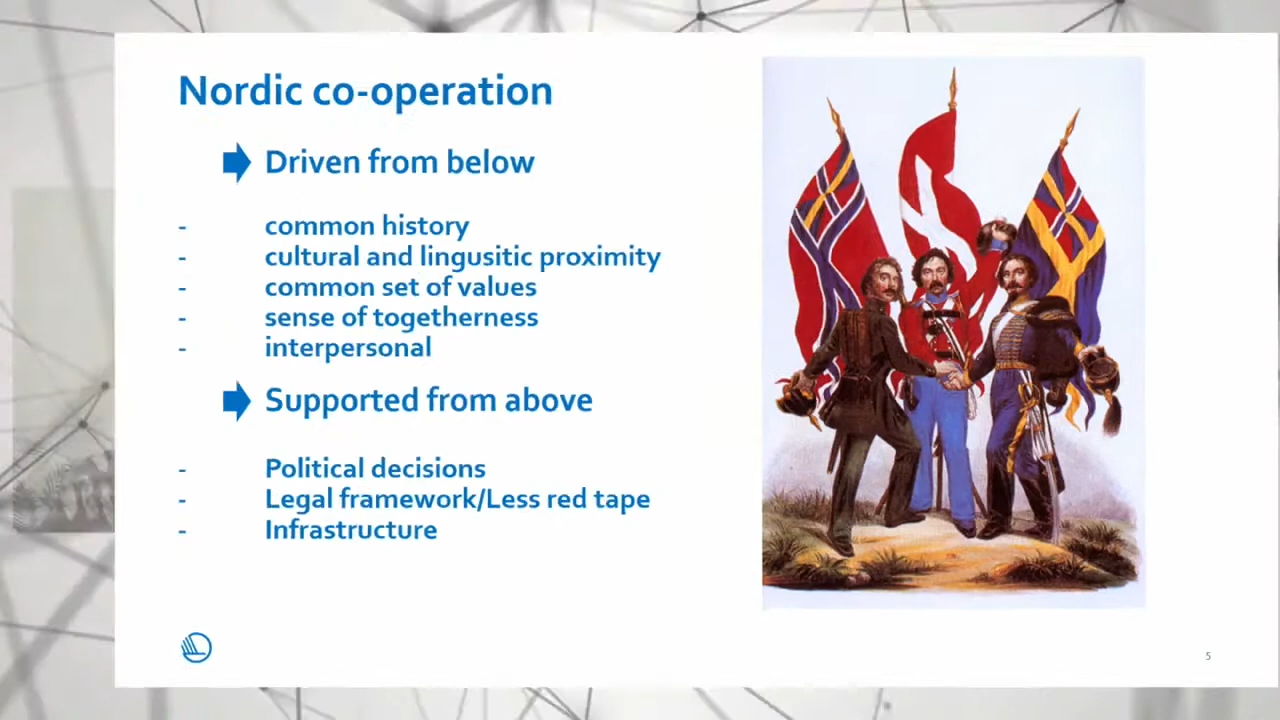 Nordic co-operation
Driven from below
- common history
- cultural and lingusitic proximity
- common set of values
- sense of togetherness
- interpersonal
Supported from above
- Political decisions
- Legal framework/Less red tape
- Infrastructure
5